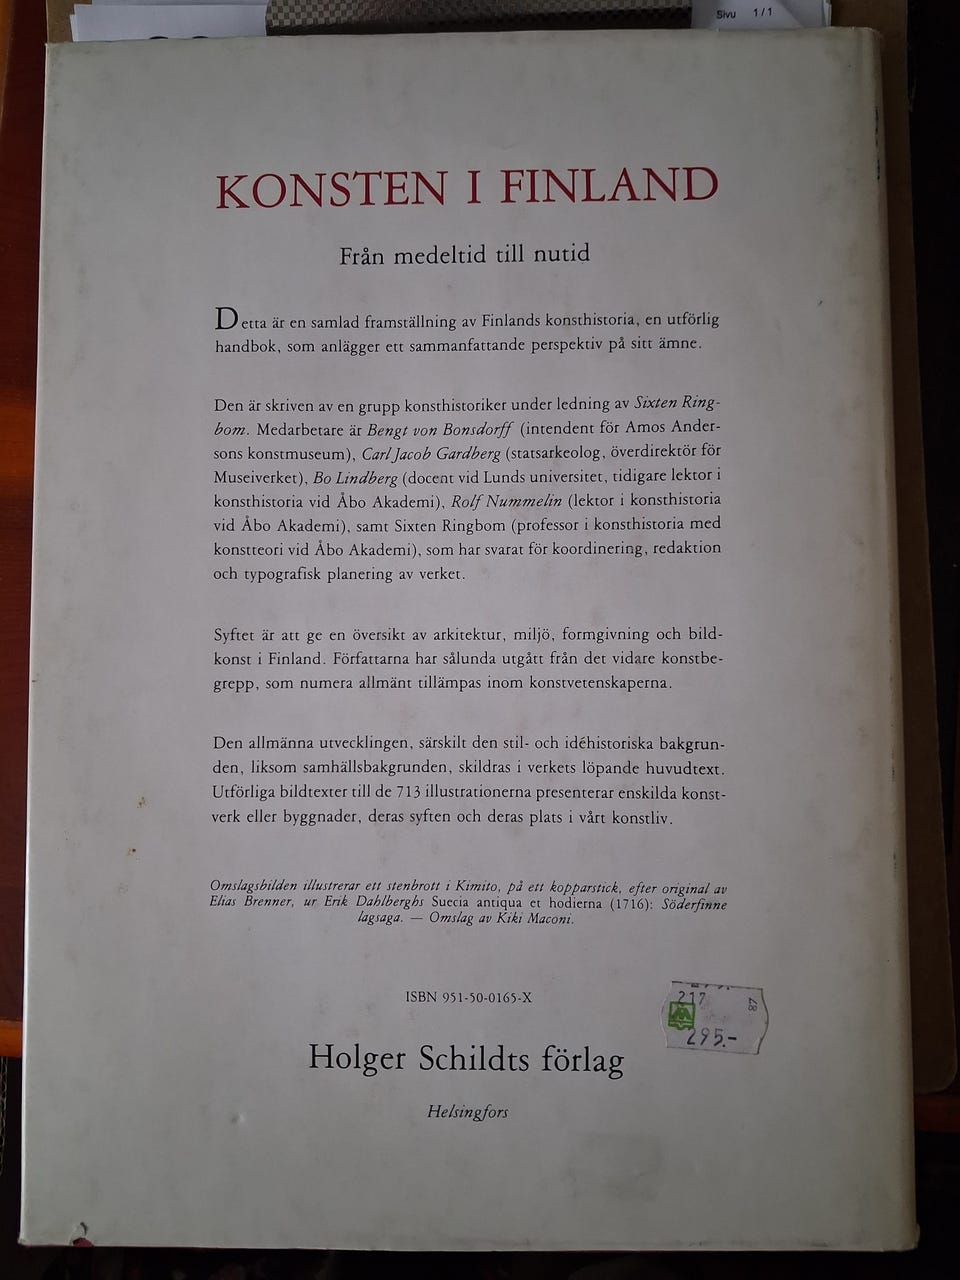 Sivu 1/1
KONSTEN I FINLAND
Från medeltid till nutid
Detta är en samlad framställning av Finlands konsthistoria, en utförlig
handbok, som anlägger ett sammanfattande perspektiv på sitt ämne.
Den är skriven av en grupp konsthistoriker under ledning av Sixten Ring-
bom. Medarbetare är Bengt von Bonsdorff (intendent för Amos Ander-
sons konstmuseum), Carl Jacob Gardberg (statsarkeolog, överdirektör för
Museiverket), Bo Lindberg (docent vid Lunds universitet, tidigare lektor i
konsthistoria vid Åbo Akademi), Rolf Nummelin (lektor i konsthistoria
vid Åbo Akademi), samt Sixten Ringbom (professor i konsthistoria med
konstteori vid Åbo Akademi), som har svarat för koordinering, redaktion
och typografisk planering av verket.
Syftet är att ge en översikt av arkitektur, miljö, formgivning och bild-
konst i Finland. Författarna har sålunda utgått från det vidare konstbe-
grepp, som numera allmänt tillämpas inom konstvetenskaperna.
Den allmänna utvecklingen, särskilt den stil- och idéhistoriska bakgrun-
den, liksom samhällsbakgrunden, skildras i verkets löpande huvudtext.
Utförliga bildtexter till de 713 illustrationerna presenterar enskilda konst-
verk eller byggnader, deras syften och deras plats i vårt konstliv.
Omslagsbilden illustrerar ett stenbrott i Kimito, på ett kopparstick, efter original av
Elias Brenner, ur Erik Dahlberghs Suecia antiqua et hodierna (1716): Söderfinne
lagsaga. — Omslag av Kiki Maconi.
ISBN 951-50-0165-X
217
87
295.-
Holger Schildts förlag
Helsingfors